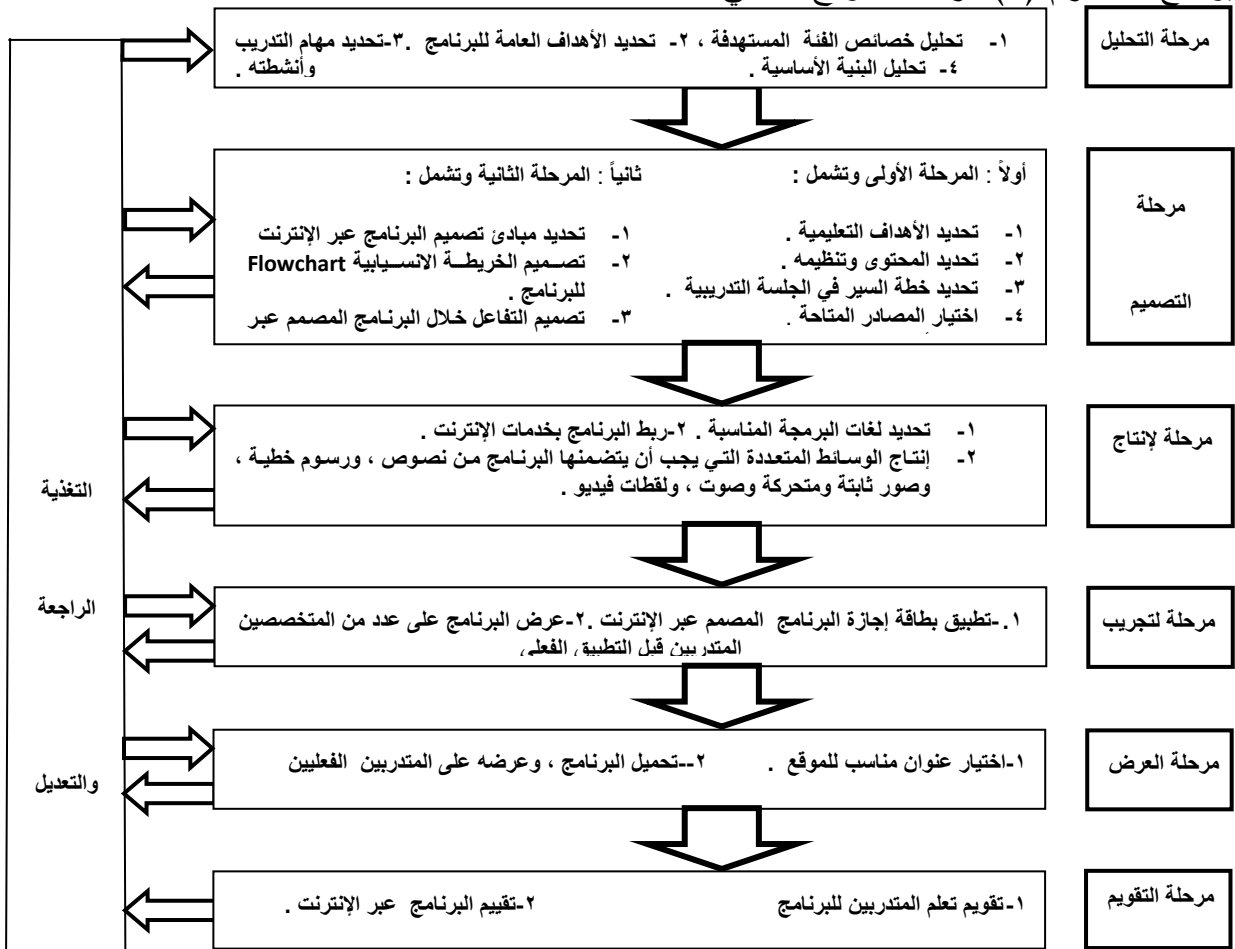 مرحلة التحليل
١- تحليل خصائص الفئة المستهدفة ، ٢- تحديد الأهداف العامة للبرنامج .٣-تحديد مهام التدريب
وأنشطته . ٤- تحليل البنية الأساسية .
مرحلة
التصميم
أولاً : المرحلة الأولى وتشمل :
١- تحديد الأهداف التعليمية .
٢- تحديد المحتوى وتنظيمه .
٣- تحديد خطة السير في الجلسة التدريبية .
٤- اختيار المصادر المتاحة .
ثانياً : المرحلة الثانية وتشمل :
١- تحديد مبادئ تصميم البرنامج عبر الإنترنت
٢- تصميم الخريطة الانسيابية Flowchart
للبرنامج .
٣- تصميم التفاعل خلال البرنامج المصمم عبر
مرحلة لإنتاج
١- تحديد لغات البرمجة المناسبة . ٢-ربط البرنامج بخدمات الإنترنت .
٢- إنتاج الوسائط المتعددة التي يجب أن يتضمنها البرنامج من نصوص ، ورسوم خطية ،
وصور ثابتة ومتحركة وصوت ، ولقطات فيديو .
مرحلة لتجريب
١.-تطبيق بطاقة إجازة البرنامج المصمم عبر الإنترنت .٢-عرض البرنامج على عدد من المتخصصين
المتدربين قبل التطبيق الفعلي
مرحلة العرض
١-اختيار عنوان مناسب للموقع . ٢--تحميل البرنامج ، وعرضه على المتدربين الفعليين
مرحلة التقويم
١-تقويم تعلم المتدربين للبرنامج ٢-تقييم البرنامج عبر الإنترنت .
التغذية
الراجعة
والتعديل